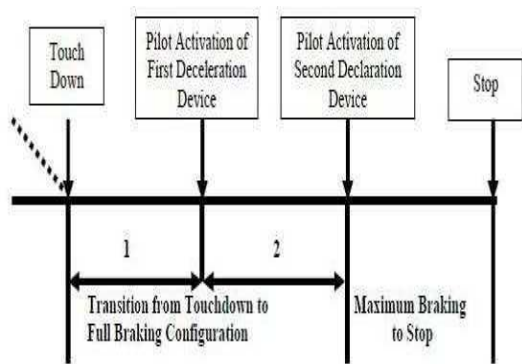 Touch
Down
Pilot Activation of
First Deceleration
Device
Pilot Activation of
Second Declaration
Device
Stop
1
2
Transition from Touchdown to
Full Braking Configuration
Maximum Braking
to Stop